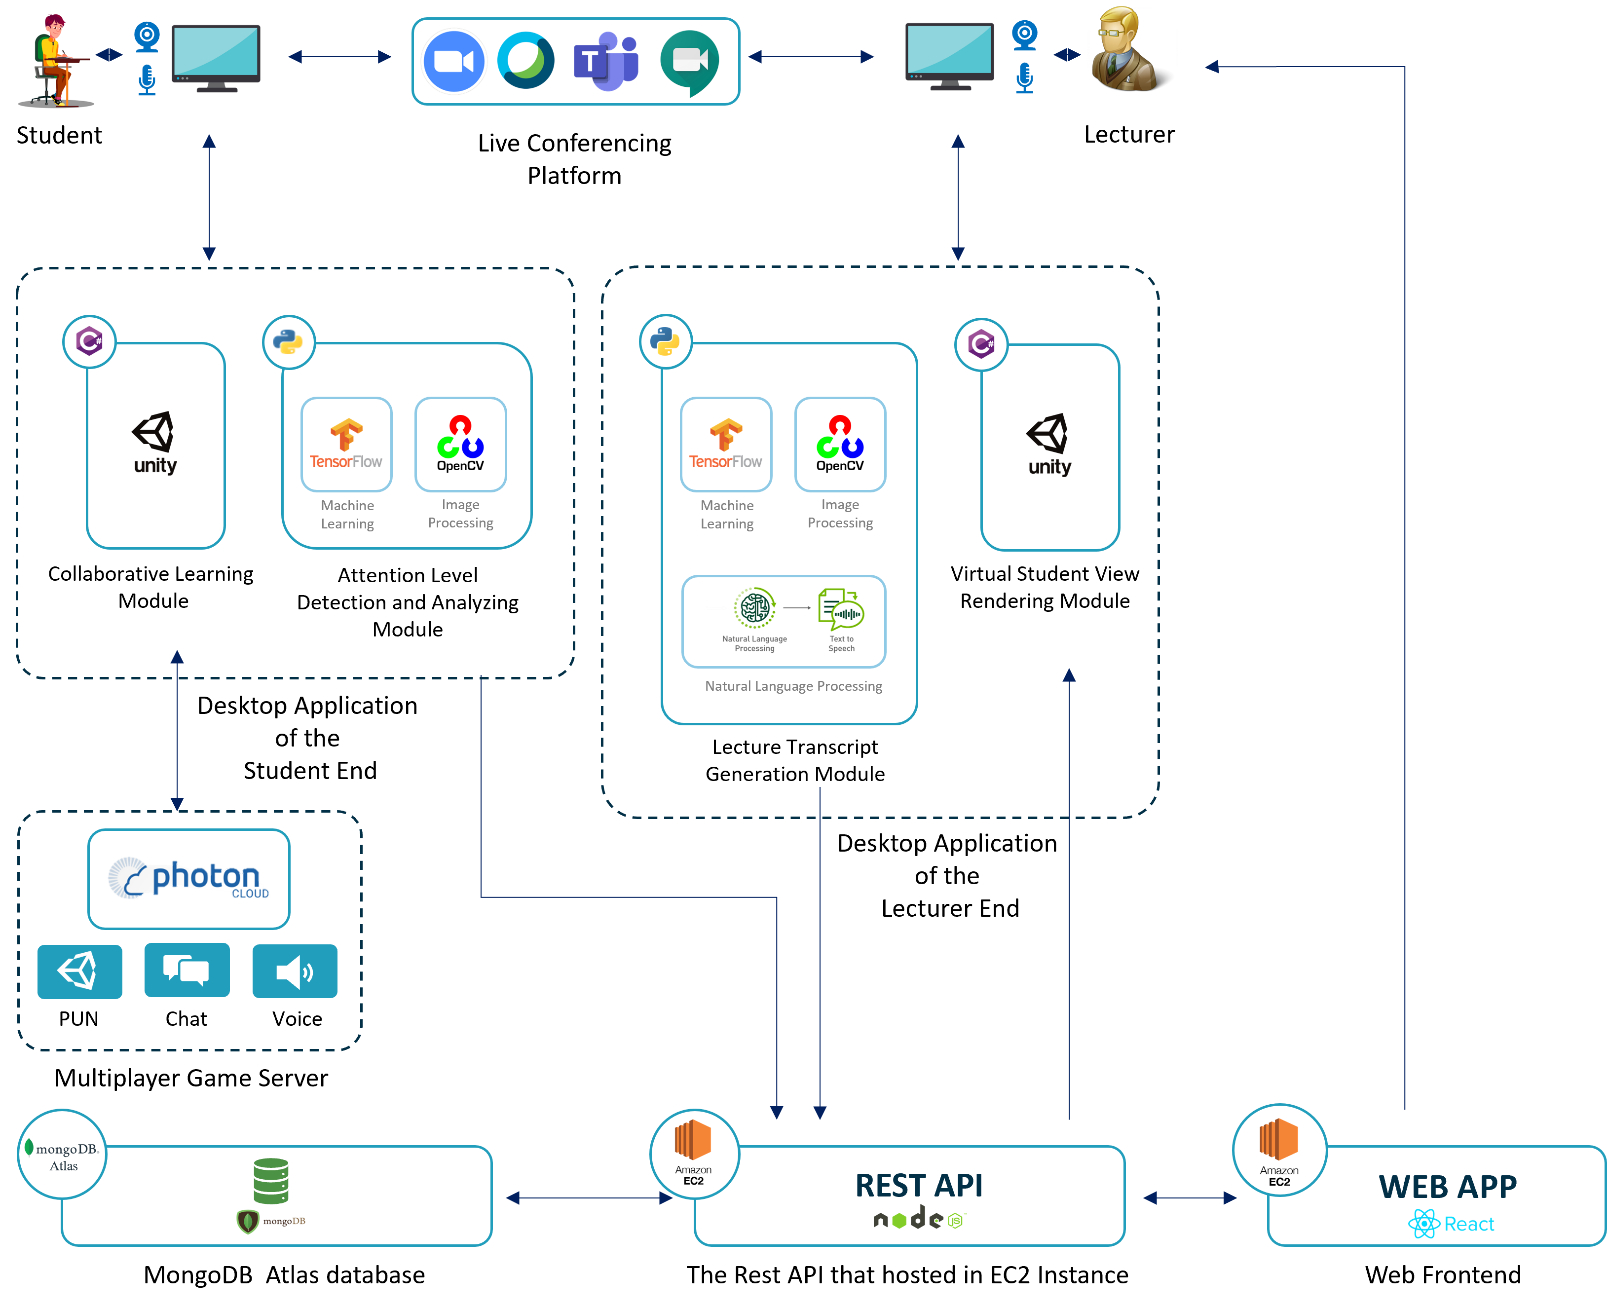 Student
Live Conferencing
Platform
T
Lecturer
C#
unity
Collaborative Learning
Module
TensorFlow
Machine
Learning
OpenCV
Image
Processing
Attention Level
Detection and Analyzing
Module
Desktop Application
of the
Student End
TensorFlow
Machine
Learning
OpenCV
Image
Processing
Natural Language
Processing
Text to
Speech
Natural Language Processing
Lecture Transcript
Generation Module
C#
unity
Virtual Student View
Rendering Module
Desktop Application
of the
Lecturer End
photon
CLOUD
PUN
Chat
Voice
Multiplayer Game Server
mongoDB.
Atlas
mongoDB
MongoDB  Atlas database
Amazon
EC2
REST API
node
JS
The Rest API that hosted in EC2 Instance
Amazon
EC2
WEB APP
React
Web Frontend